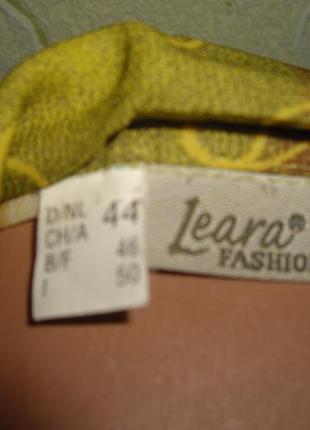 D/NL 44
CH/A 46
B/F
I 50
Leara®
FASHIO